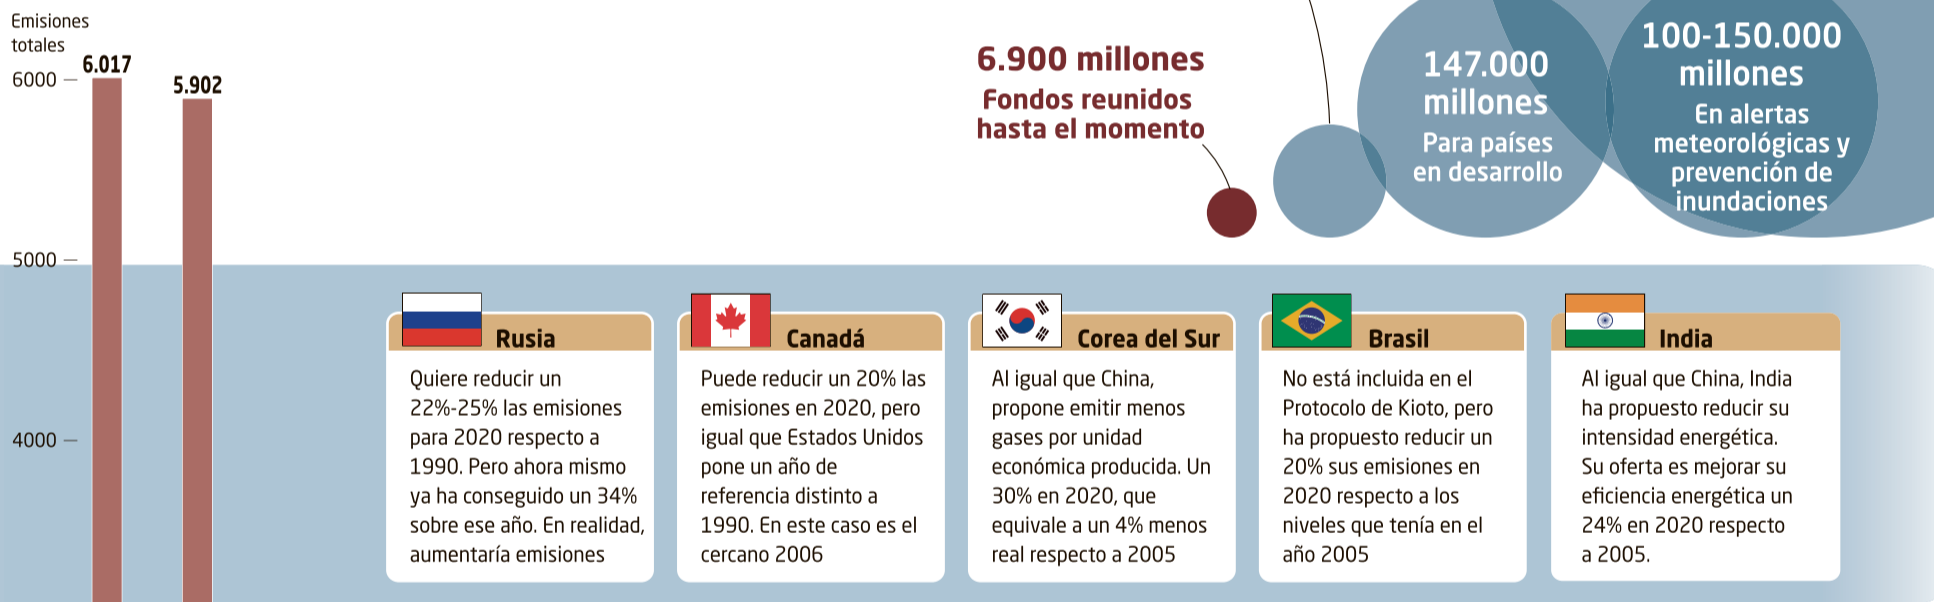 Emisiones
totales
6.017
6000
5.902
5000
4000
6.900 millones
Fondos reunidos
hasta el momento
147.000
millones
Para países
en desarrollo
100-150.000
millones
En alertas
meteorológicas y
prevención de
inundaciones
Rusia
Quiere reducir un
22%-25% las emisiones
para 2020 respecto a
1990. Pero ahora mismo
ya ha conseguido un 34%
sobre ese año. En realidad,
aumentaría emisiones
Canadá
Puede reducir un 20% las
emisiones en 2020, pero
igual que Estados Unidos
pone un año de
referencia distinto a
1990. En este caso es el
cercano 2006
Corea del Sur
Al igual que China,
propone emitir menos
gases por unidad
económica producida. Un
30% en 2020, que
equivale a un 4% menos
real respecto a 2005
Brasil
No está incluida en el
Protocolo de Kioto, pero
ha propuesto reducir un
20% sus emisiones en
2020 respecto a los
niveles que tenía en el
año 2005
India
Al igual que China, India
ha propuesto reducir su
intensidad energética.
Su oferta es mejorar su
eficiencia energética un
24% en 2020 respecto
a 2005.